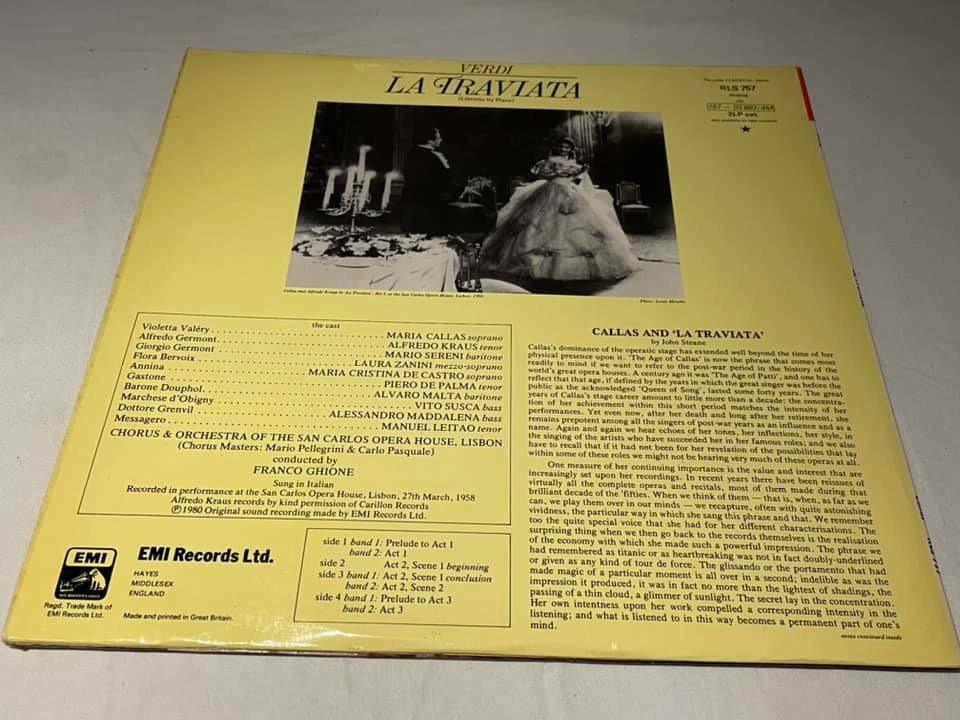 VERDI
LA TRAVIATA
(Libretto by Piave)
RLS 757
2LP set.
Callas and Alfredo Kraus in 'La Traviata', Act I, at the San Carlos Opera House, Lisbon, 1958
Photo: Louis Mendes
the cast
Violetta Valéry MARIA CALLAS soprano
Alfredo Germont ALFREDO KRAUS tenor
Giorgio Germont MARIO SERENI baritone
Flora Bervoix LAURA ZANINI mezzo-soprano
Annina MARIA CRISTINA DE CASTRO soprano
Gastone PIERO DE PALMA tenor
Barone Douphol ALVARO MALTA baritone
Marchese d'Obigny VITO SUSCA bass
Dottore Grenvil ALESSANDRO MADDALENA bass
Messagero MANUEL LEITAO tenor
CHORUS & ORCHESTRA OF THE SAN CARLOS OPERA HOUSE, LISBON
(Chorus Masters: Mario Pellegrini & Carlo Pasquale)
conducted by
FRANCO GHIONE
Sung in Italian
Recorded in performance at the San Carlos Opera House, Lisbon, 27th March, 1958
Alfredo Kraus records by kind permission of Carillon Records
Ⓟ1980 Original sound recording made by EMI Records Ltd.
EMI
HIS MASTER'S VOICE
Regd. Trade Mark of
EMI Records Ltd.
EMI Records Ltd.
HAYES
MIDDLESEX
ENGLAND
Made and printed in Great Britain.
side 1 band 1: Prelude to Act 1
band 2: Act 1
side 2 Act 2, Scene 1 beginning
side 3 band 1: Act 2, Scene 1 conclusion
band 2: Act 2, Scene 2
side 4 band 1: Prelude to Act 3
band 2: Act 3
CALLAS AND 'LA TRAVIATA'
by John Steane
Callas's dominance of the operatic stage has extended well beyond the time of her
physical presence upon it. 'The Age of Callas' is now the phrase that comes most
readily to mind if we want to refer to the post-war period in the history of the
world's great opera houses. A century ago it was 'The Age of Patti', and one has to
reflect that that age, if defined by the years in which the great singer was before the
public as the acknowledged 'Queen of Song', lasted some forty years. The great
years of Callas's stage career amount to little more than a decade: the concentra-
tion of her achievement within this short period matches the intensity of her
performances. Yet even now, after her death and long after her retirement, she
remains prepotent among all the singers of post-war years as an influence and as a
name. Again and again we hear echoes of her tones, her inflections, her style, in
the singing of the artists who have succeeded her in her famous roles; and we also
have to recall that if it had not been for her revelation of the possibilities that lay
within some of these roles we might not be hearing very much of these operas at all.
One measure of her continuing importance is the value and interest that are
increasingly set upon her recordings. In recent years there have been reissues of
virtually all the complete operas and recitals, most of them made during that
brilliant decade of the 'fifties. When we think of them — that is, when, as far as we
can, we play them over in our minds — we recapture, often with quite astonishing
vividness, the particular way in which she sang this phrase and that. We remember
too the quite special voice that she had for her different characterisations. The
surprising thing when we then go back to the records themselves is the realisation
of the economy with which she made such a powerful impression. The phrase we
had remembered as titanic or as heartbreaking was not in fact doubly-underlined
or given as any kind of tour de force. The glissando or the portamento that had
made magic of a particular moment is all over in a second; indelible as was the
impression it produced, it was in fact no more than the lightest of shadings, the
passing of a thin cloud, a glimmer of sunlight. The secret lay in the concentration.
Her own intentness upon her work compelled a corresponding intensity in the
listening; and what is listened to in this way becomes a permanent part of one's
mind.
notes continued inside